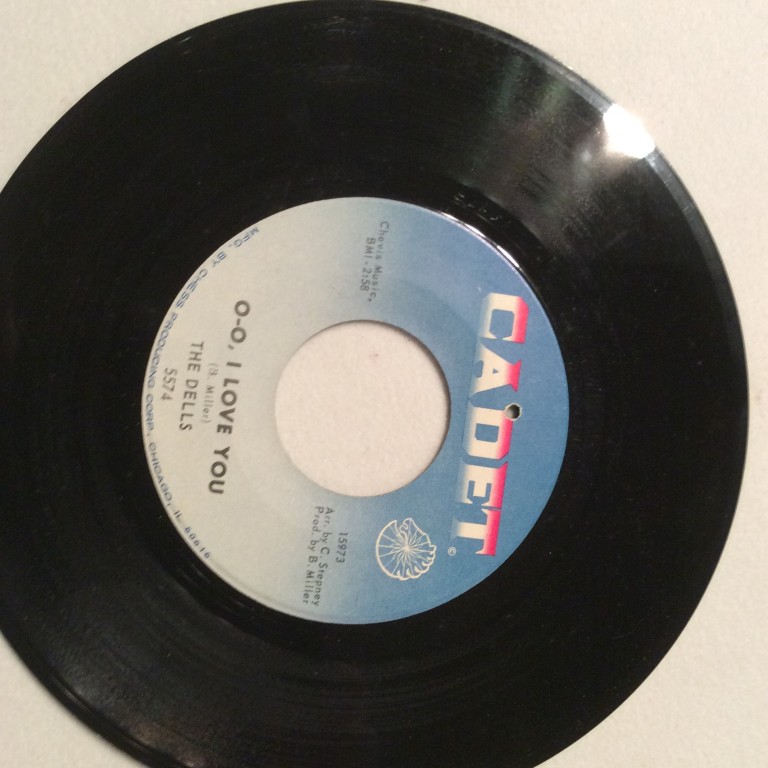 CADET
©
Chevis Music,
BMI - 2:58
15973
Arr. by C. Stepney
Prod. by B. Miller
O-O, I LOVE YOU
(B. Miller)
THE DELLS
5574
MFG. BY CHESS PRODUCING CORP., CHICAGO, IL 60616